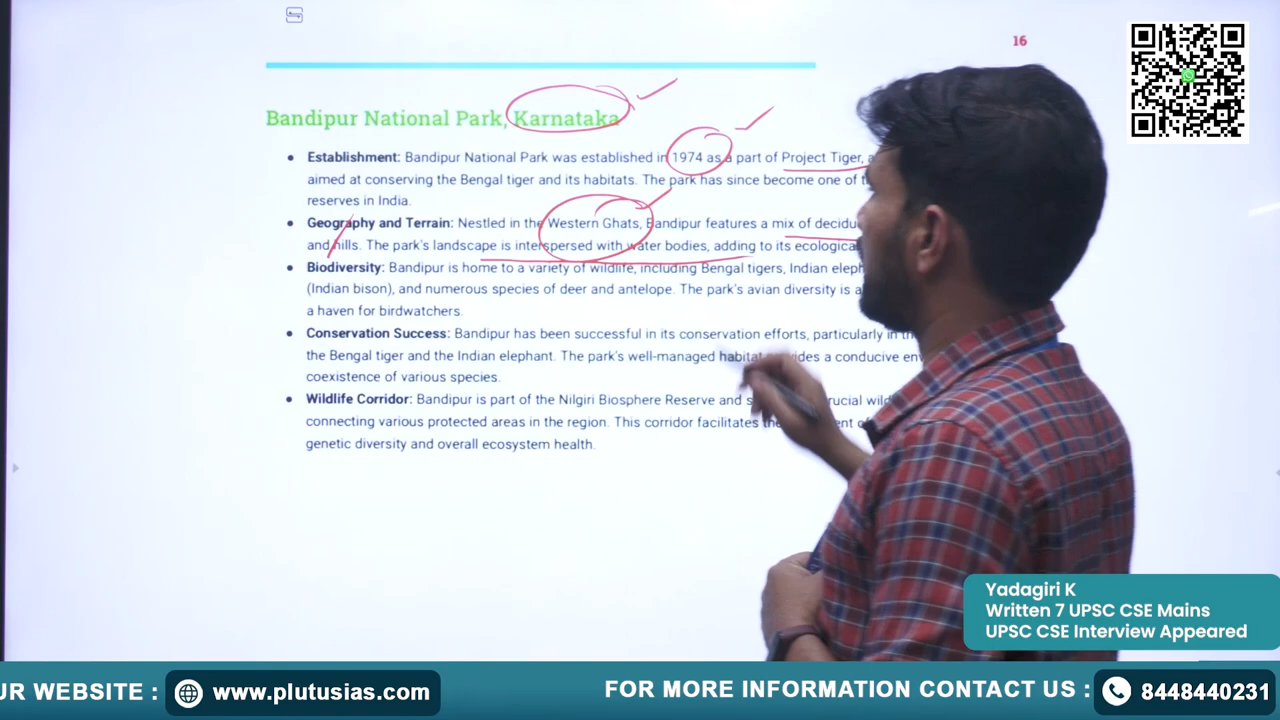 16
Bandipur National Park, Karnataka
Establishment: Bandipur National Park was established in 1974 as a part of Project Tiger,
aimed at conserving the Bengal tiger and its habitats. The park has since become one of
reserves in India.
Geography and Terrain: Nestled in the Western Ghats, Bandipur features a mix of
and hills. The park's landscape is interspersed with water bodies, adding to its
Biodiversity: Bandipur is home to a variety of wildlife, including Bengal tigers, Indian
(Indian bison), and numerous species of deer and antelope. The park's avian diversity is
a haven for birdwatchers.
Conservation Success: Bandipur has been successful in its conservation efforts, particularly in
the Bengal tiger and the Indian elephant. The park's well-managed habitat provides a conducive
coexistence of various species.
Wildlife Corridor: Bandipur is part of the Nilgiri Biosphere Reserve and
connecting various protected areas in the region. This corridor facilitates
genetic diversity and overall ecosystem health.
Yadagiri K
Written 7 UPSC CSE Mains
UPSC CSE Interview Appeared
UR WEBSITE : www.plutusias.com FOR MORE INFORMATION CONTACT US : 8448440231